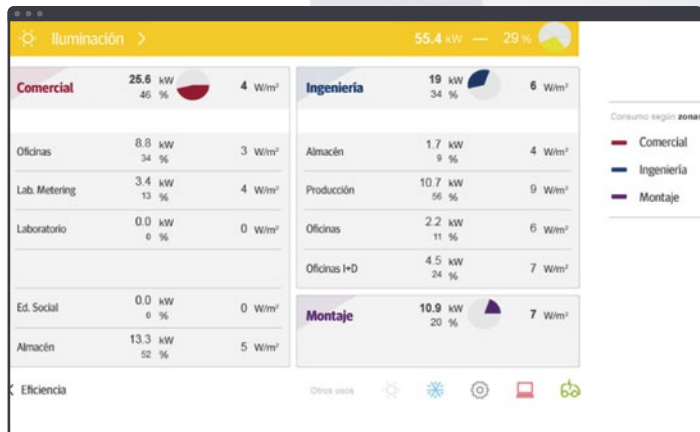 Iluminación >
55.4 kW — 29 %
Comercial
25.6 kW
46 %
4 W/m²
Oficinas
8.8 kW
34 %
3 W/m²
Lab. Metering
3.4 kW
13 %
4 W/m²
Laboratorio
0.0 kW
0 %
0 W/m²
Ed. Social
0.0 kW
0 %
0 W/m²
Almacén
13.3 kW
52 %
5 W/m²
Ingeniería
19 kW
34 %
6 W/m²
Almacén
1.7 kW
9 %
4 W/m²
Producción
10.7 kW
56 %
9 W/m²
Oficinas
2.2 kW
11 %
6 W/m²
Oficinas I+D
4.5 kW
24 %
7 W/m²
Montaje
10.9 kW
20 %
7 W/m²
Consumo según zonas
Comercial
Ingeniería
Montaje
< Eficiencia
Otros usos